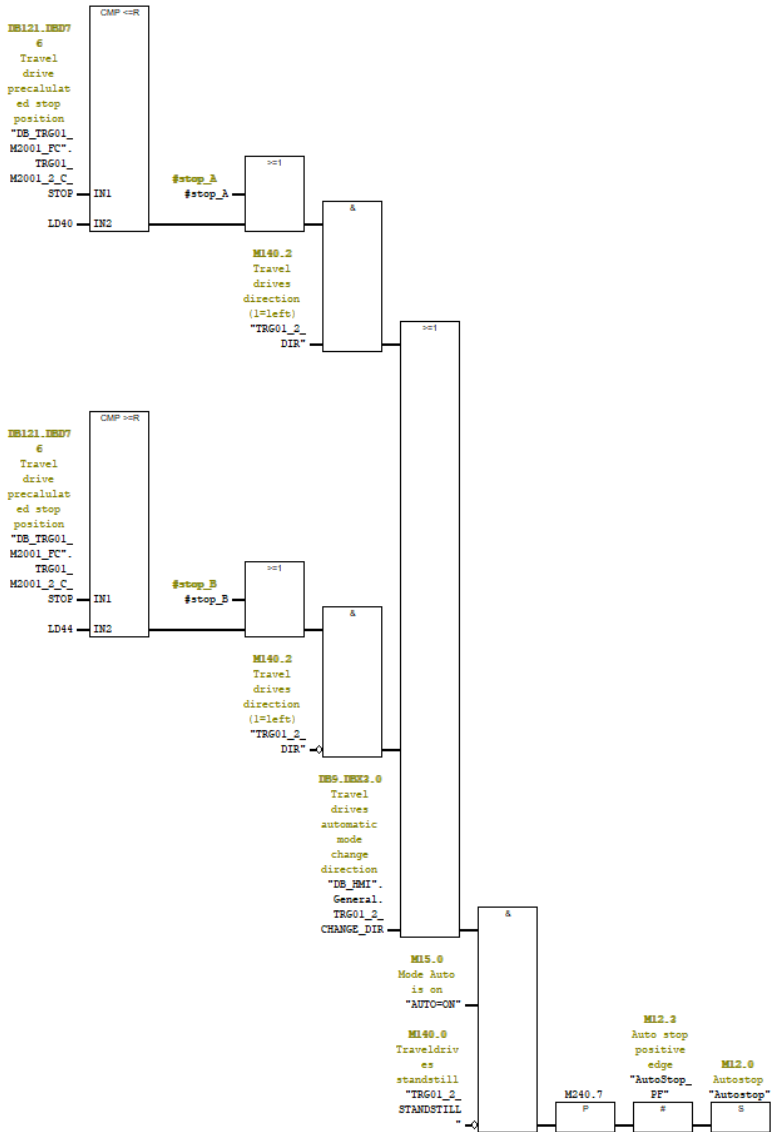 CMP <=R
DB121.DBD7
6
Travel
drive
precalulat
ed stop
position
"DB_TRG01_
M2001_FC".
TRG01_
M2001_2_C_
STOP IN1
LD40 IN2
#stop_A
#stop_A
>=1
&
M140.2
Travel
drives
direction
(1=left)
"TRG01_2_
DIR"
>=1
CMP >=R
DB121.DBD7
6
Travel
drive
precalulat
ed stop
position
"DB_TRG01_
M2001_FC".
TRG01_
M2001_2_C_
STOP IN1
LD44 IN2
#stop_B
#stop_B
>=1
&
M140.2
Travel
drives
direction
(1=left)
"TRG01_2_
DIR"
DB9.DBX3.0
Travel
drives
automatic
mode
change
direction
"DB_HMI".
General.
TRG01_2_
CHANGE_DIR
&
M15.0
Mode Auto
is on
"AUTO=ON"
M140.0
Traveldriv
es
standstill
"TRG01_2_
STANDSTILL
"
M240.7
P
M12.3
Auto stop
positive
edge
"AutoStop_
PF"
#
M12.0
Autostop
"Autostop"
S